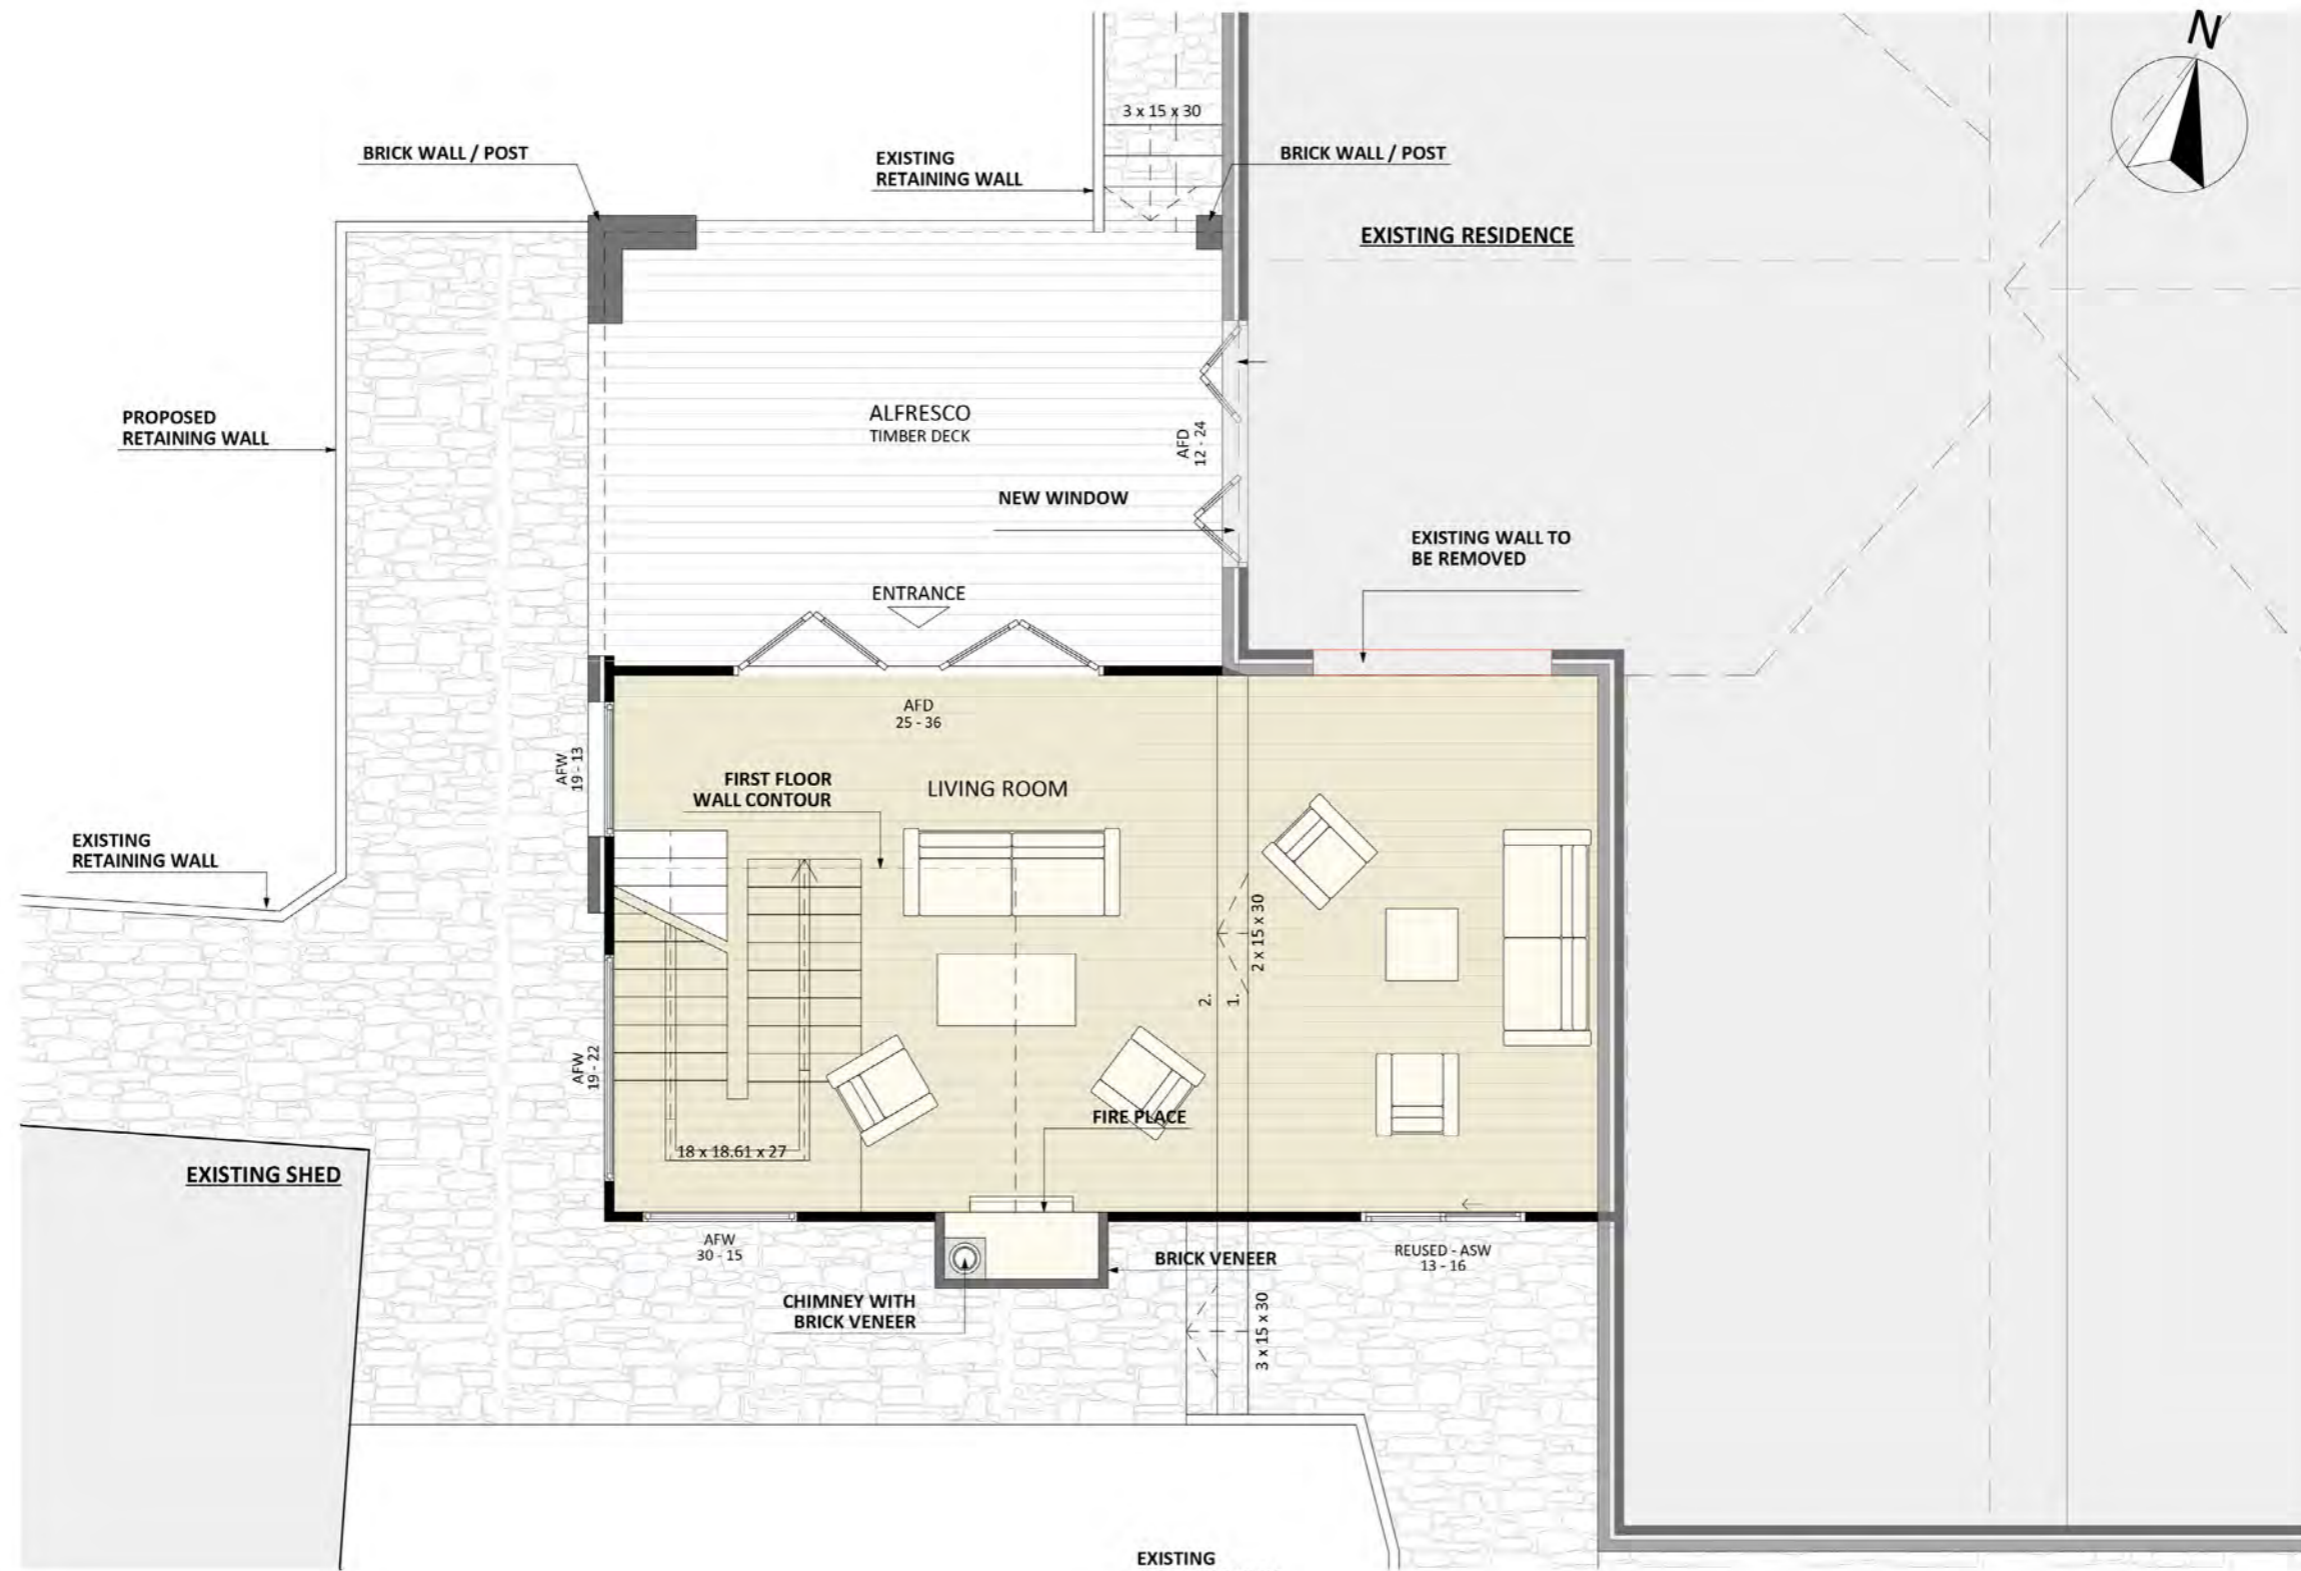 N
3 x 15 x 30
BRICK WALL / POST
EXISTING
RETAINING WALL
BRICK WALL / POST
EXISTING RESIDENCE
PROPOSED
RETAINING WALL
ALFRESCO
TIMBER DECK
AFD
12 - 24
NEW WINDOW
EXISTING WALL TO
BE REMOVED
ENTRANCE
AFD
25 - 36
AFW
19 - 13
FIRST FLOOR
WALL CONTOUR
LIVING ROOM
EXISTING
RETAINING WALL
2 x 15 x 30
2.
1.
AFW
19 - 22
FIRE PLACE
18 x 18.61 x 27
EXISTING SHED
AFW
30 - 15
BRICK VENEER
REUSED - ASW
13 - 16
CHIMNEY WITH
BRICK VENEER
3 x 15 x 30
EXISTING